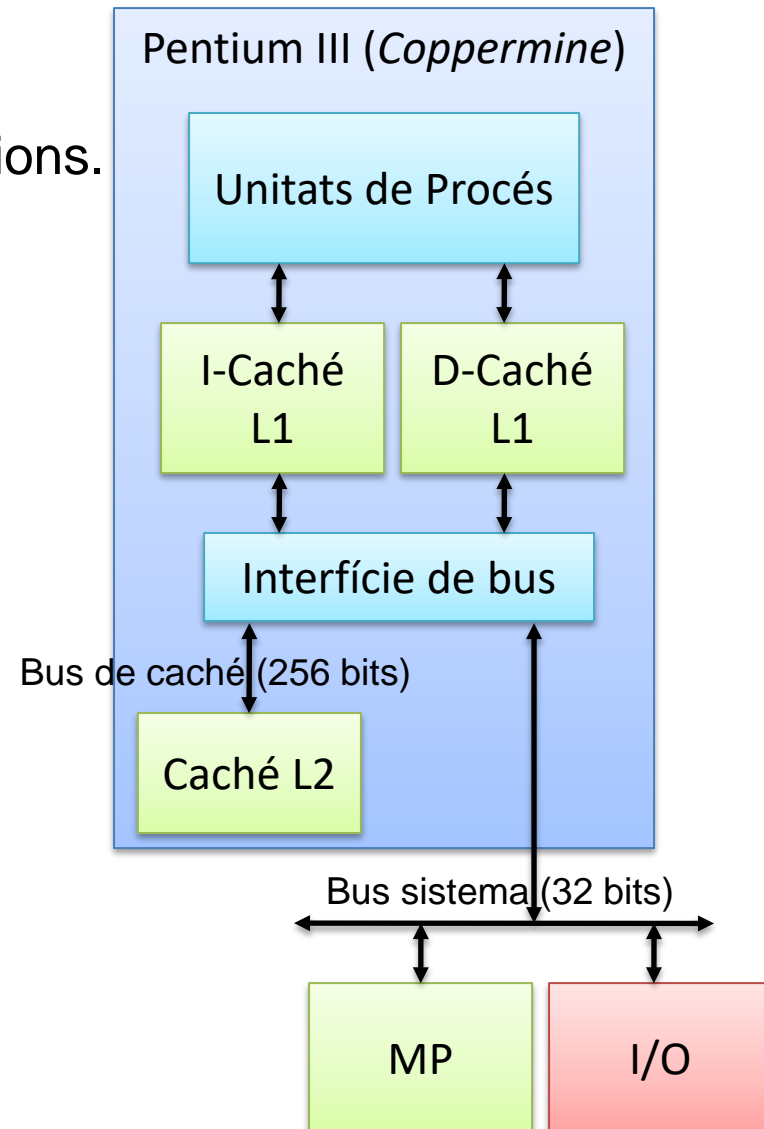 Pentium III (Coppermine)
ions.
Unitats de Procés
I-Caché
L1
D-Caché
L1
Interfície de bus
Bus de caché (256 bits)
Caché L2
Bus sistema (32 bits)
MP
I/O